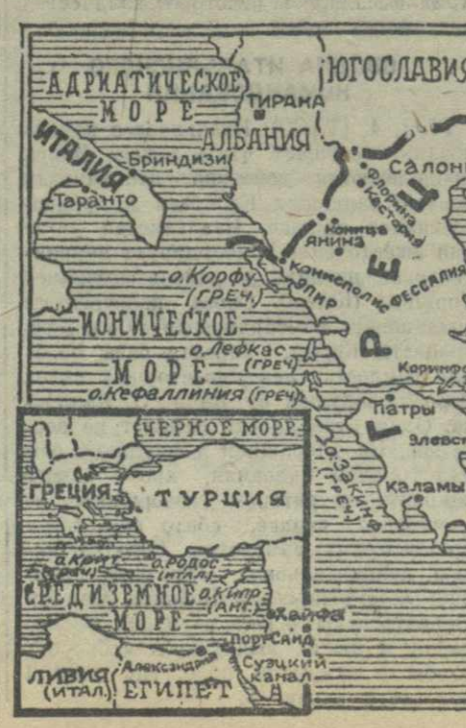 АДРИАТИЧЕСКОЕ
МОРЕ
ЮГОСЛАВИЯ
ТИРАНА
АЛБАНИЯ
ИТАЛИЯ
Бриндизи
Таранто
Салон
Флорина
Кастория
Коница
ЯНИНА
Конисполис
ЭПИР
ФЕССАЛИЯ
ГРЕЦ
о.Корфу
(ГРЕЧ.)
ИОНИЧЕСКОЕ
МОРЕ
о.Лефкас
(ГРЕЧ)
о.Кефаллиния (ГРЕЧ)
Коринф
Патры
Элевс
о.Закинф
(ГРЕЧ.)
Каламы
ЧЕРНОЕ МОРЕ
ГРЕЦИЯ
ТУРЦИЯ
о.Крит
(ГРЕЧ)
о.Родос
(ИТАЛ.)
СРЕДИЗЕМНОЕ
МОРЕ
о.Кипр
(АНГ.)
Хайфа
Порт-Саид
Александрия
Суэцкий
канал
ЛИВИЯ
(ИТАЛ.)
ЕГИПЕТ